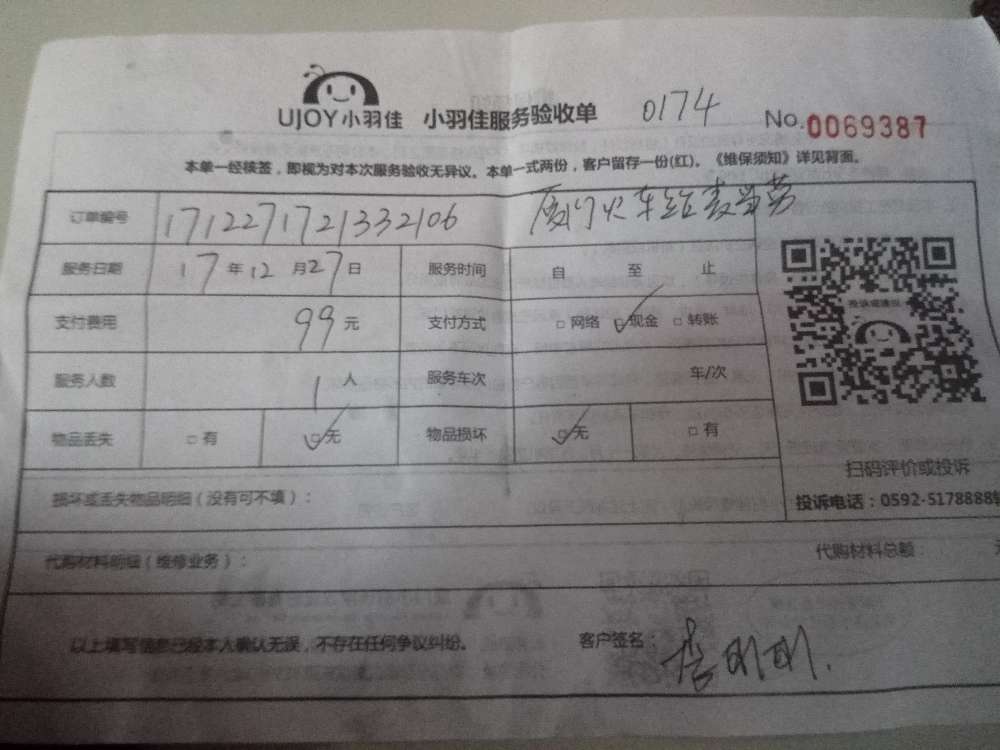 UJOY小羽佳 小羽佳服务验收单 0174 No.0069387
本单一经核签，即视为对本次服务验收无异议。本单一式两份，客户留存一份(红)。《维保须知》详见背面。
订单编号 1712271721332106 厦门火车站麦当劳
服务日期 17年12月27日 服务时间 自 至 止
支付费用 99元 支付方式 □网络 ☑现金 □转账
投诉或建议
服务人数 1人 服务车次 车/次
物品丢失 □有 ☑无 物品损坏 ☑无 □有
扫码评价或投诉
损坏或丢失物品明细（没有可不填）：
投诉电话：0592-5178888
代购材料明细（维修业务）： 代购材料总额：
以上填写信息已经本人确认无误，不存在任何争议纠纷。 客户签名：